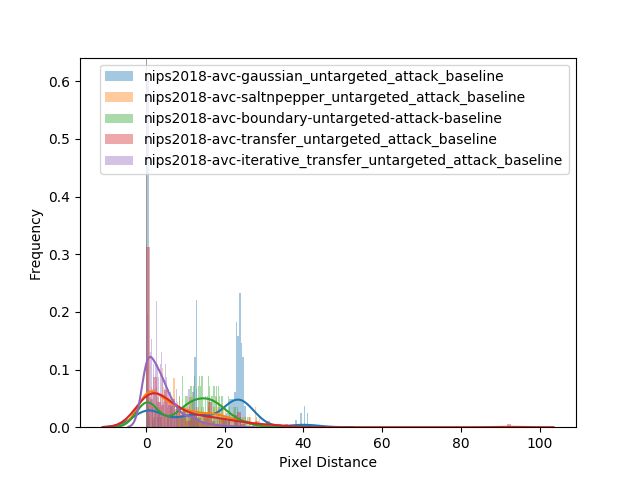 nips2018-avc-gaussian_untargeted_attack_baseline
nips2018-avc-saltnpepper_untargeted_attack_baseline
nips2018-avc-boundary-untargeted-attack-baseline
nips2018-avc-transfer_untargeted_attack_baseline
nips2018-avc-iterative_transfer_untargeted_attack_baseline
Frequency
0.6
0.5
0.4
0.3
0.2
0.1
0.0
0 20 40 60 80 100
Pixel Distance